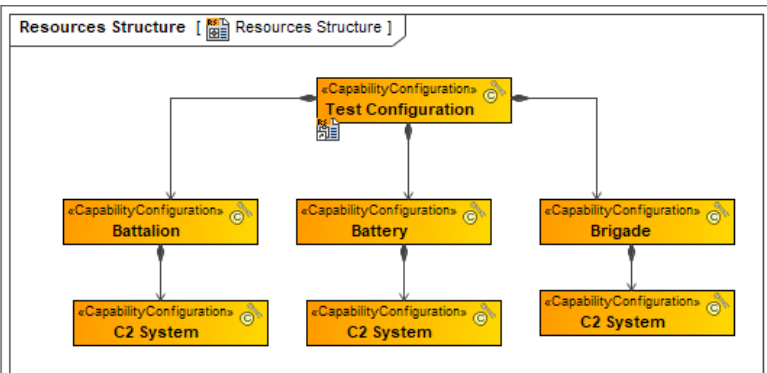 Resources Structure [ Resources Structure ]
«CapabilityConfiguration»
Test Configuration
«CapabilityConfiguration»
Battalion
«CapabilityConfiguration»
Battery
«CapabilityConfiguration»
Brigade
«CapabilityConfiguration»
C2 System
«CapabilityConfiguration»
C2 System
«CapabilityConfiguration»
C2 System